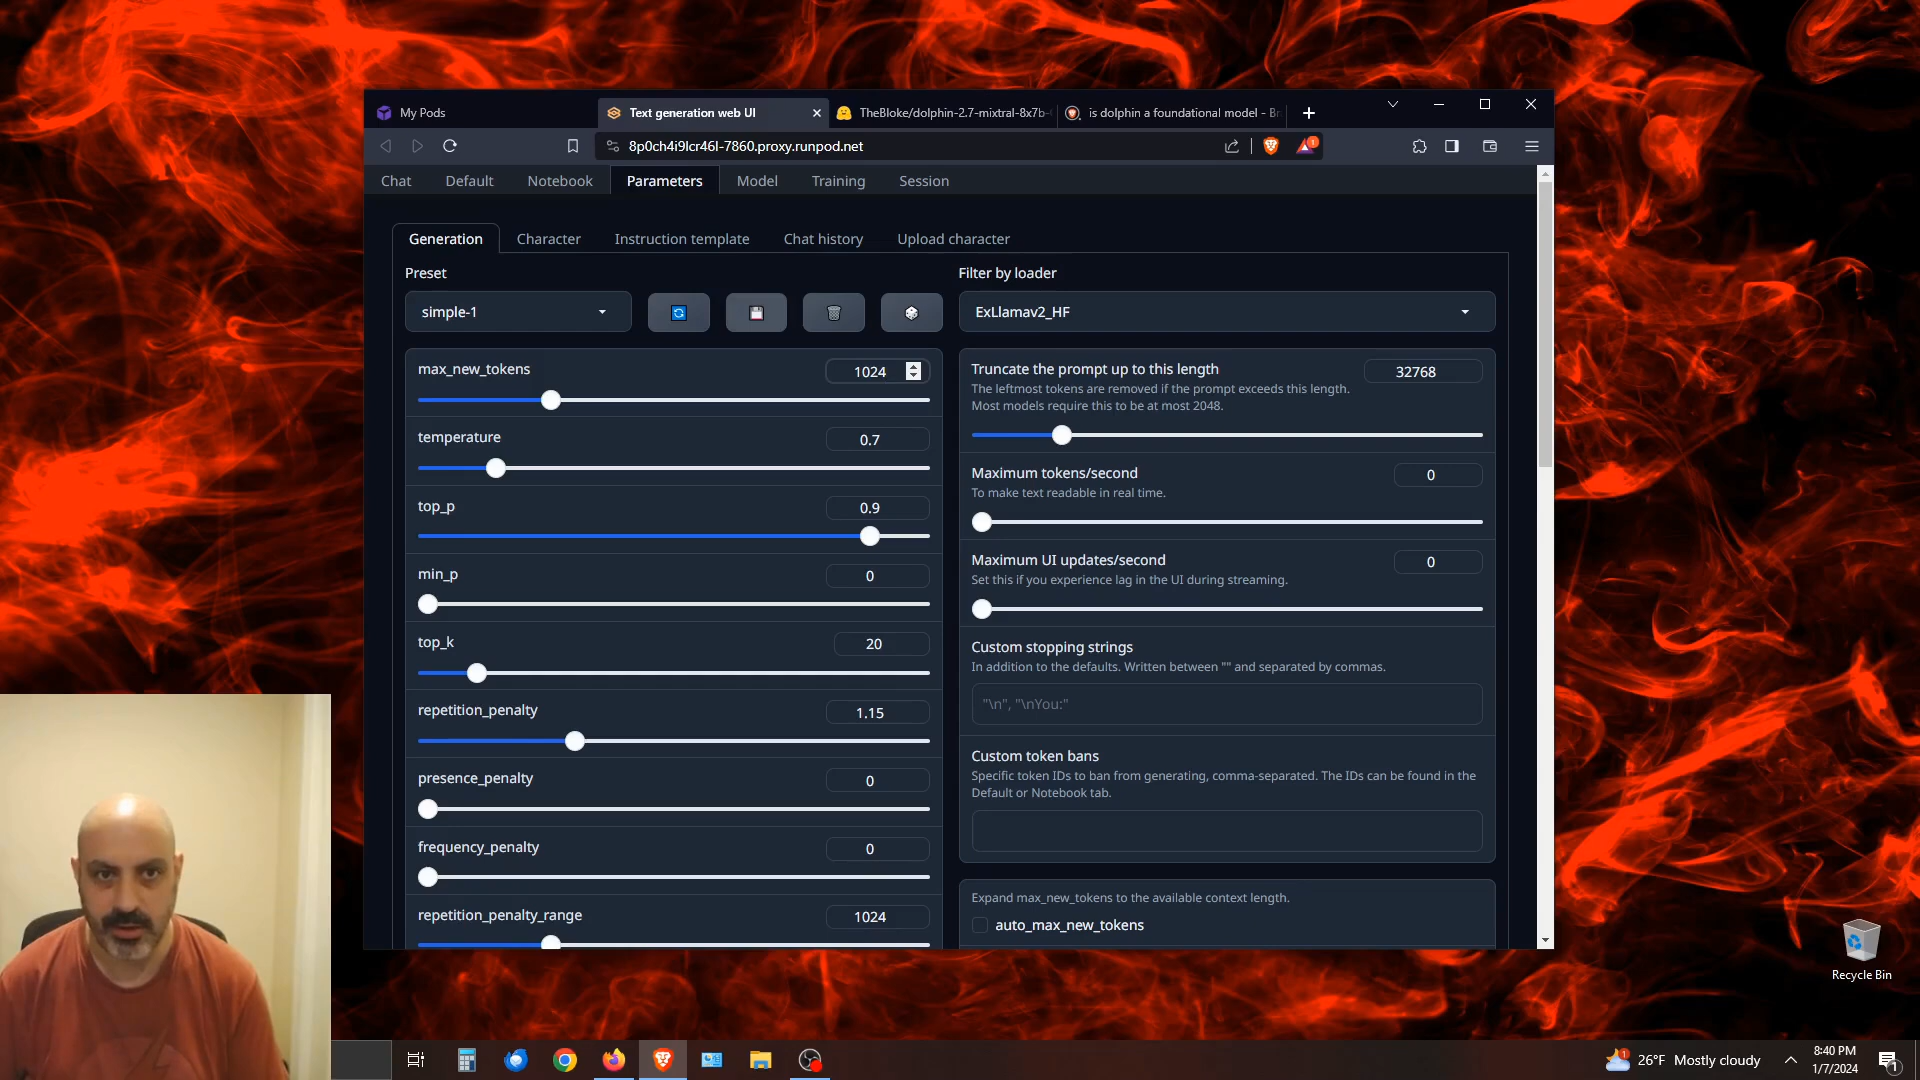 My Pods
Text generation web UI
TheBloke/dolphin-2.7-mixtral-8x7b-
is dolphin a foundational model - Br
8p0ch4i9lcr46l-7860.proxy.runpod.net
Chat
Default
Notebook
Parameters
Model
Training
Session
Generation
Character
Instruction template
Chat history
Upload character
Preset
Filter by loader
simple-1
ExLlamav2_HF
max_new_tokens
1024
temperature
0.7
top_p
0.9
min_p
0
top_k
20
repetition_penalty
1.15
presence_penalty
0
frequency_penalty
0
repetition_penalty_range
1024
Truncate the prompt up to this length
32768
The leftmost tokens are removed if the prompt exceeds this length.
Most models require this to be at most 2048.
Maximum tokens/second
0
To make text readable in real time.
Maximum UI updates/second
0
Set this if you experience lag in the UI during streaming.
Custom stopping strings
In addition to the defaults. Written between "" and separated by commas.
"\n", "\nYou:"
Custom token bans
Specific token IDs to ban from generating, comma-separated. The IDs can be found in the
Default or Notebook tab.
Expand max_new_tokens to the available context length.
auto_max_new_tokens
Recycle Bin
26°F Mostly cloudy
8:40 PM
1/7/2024